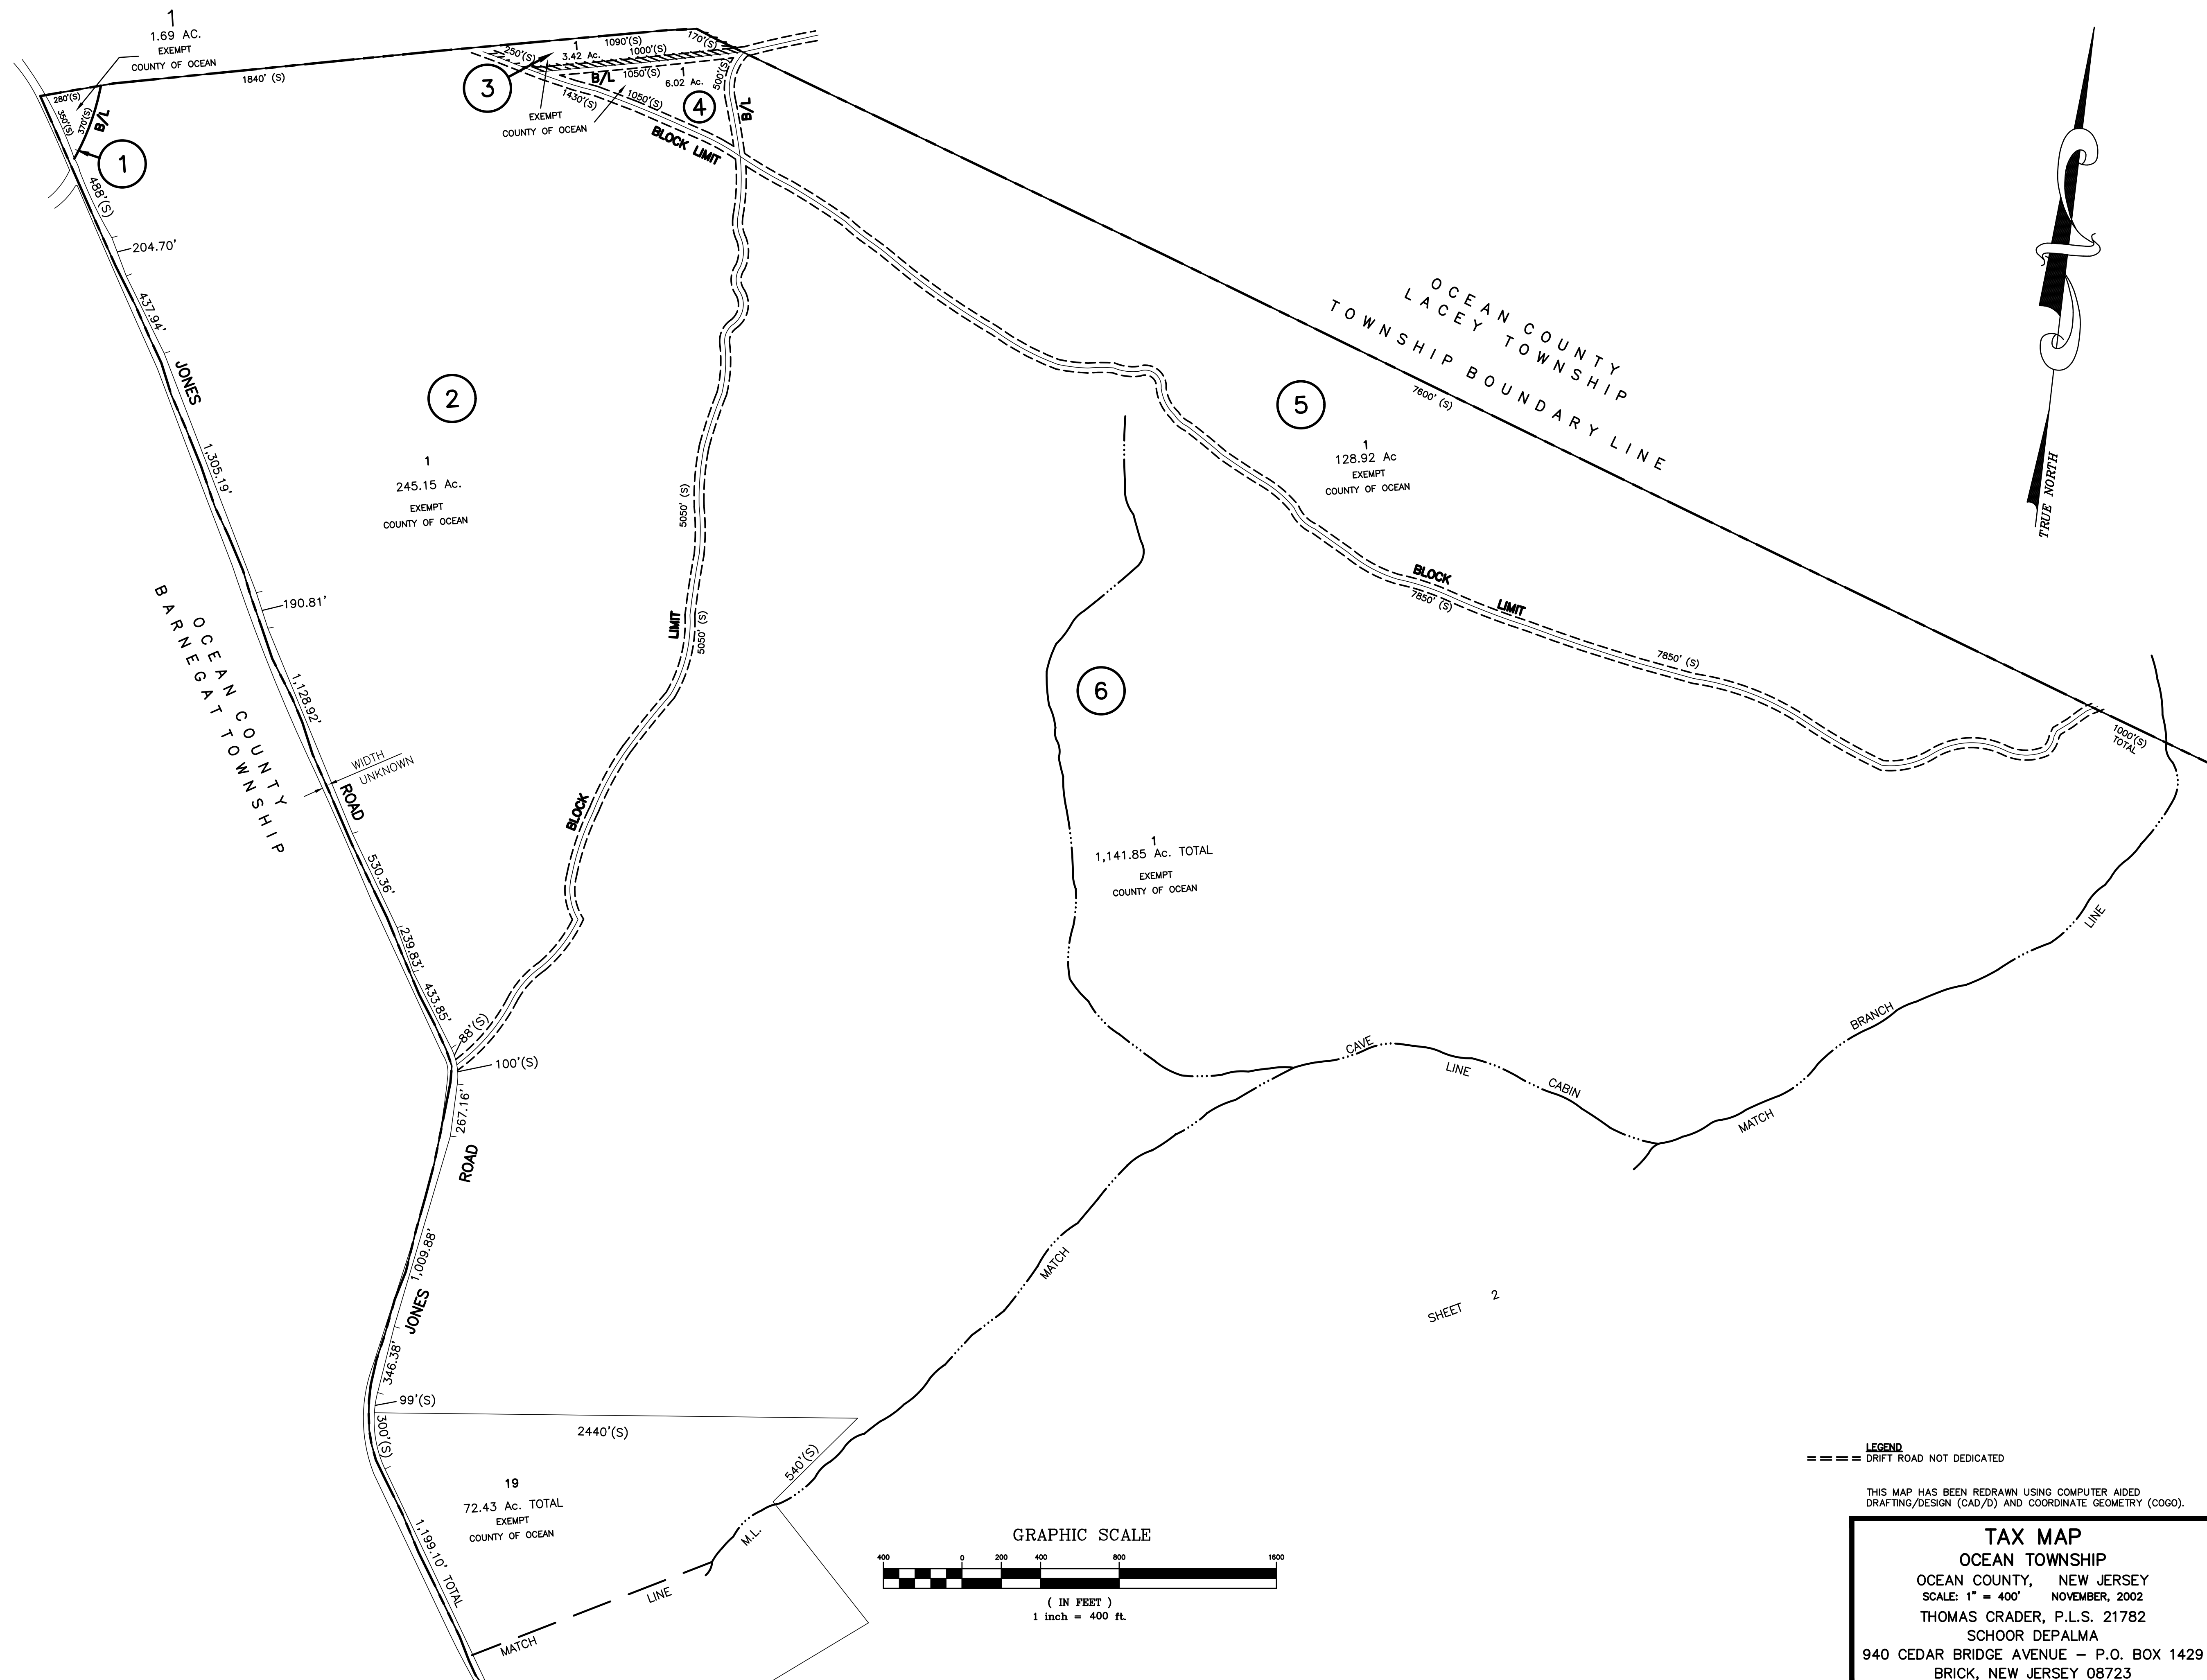 1
1.69 AC.
EXEMPT
COUNTY OF OCEAN
280'(S)
350'(S)
370'(S)
B/L
1
1840' (S)
250'(S)
1
3.42 Ac.
1090'(S)
1000'(S)
170'(S)
3
B/L
1050'(S)
1
6.02 Ac.
500'(S)
1430'(S)
1050'(S)
4
B/L
EXEMPT
COUNTY OF OCEAN
BLOCK LIMIT
488'(S)
204.70'
437.94'
JONES
1,305.19'
2
1
245.15 Ac.
EXEMPT
COUNTY OF OCEAN
OCEAN COUNTY
LACEY TOWNSHIP
TOWNSHIP BOUNDARY LINE
7600' (S)
5
1
128.92 Ac
EXEMPT
COUNTY OF OCEAN
TRUE NORTH
5050' (S)
LIMIT
5050' (S)
BLOCK
BLOCK
LIMIT
7850' (S)
7850' (S)
1000'(S)
TOTAL
190.81'
OCEAN COUNTY
BARNEGAT TOWNSHIP
1,128.92'
WIDTH
UNKNOWN
ROAD
530.36'
239.83'
433.85'
88'(S)
100'(S)
267.16'
ROAD
6
1
1,141.85 Ac. TOTAL
EXEMPT
COUNTY OF OCEAN
CAVE
LINE
CABIN
MATCH
BRANCH
LINE
1,009.88'
JONES
346.38'
99'(S)
300'(S)
2440'(S)
540'(S)
MATCH
SHEET 2
19
72.43 Ac. TOTAL
EXEMPT
COUNTY OF OCEAN
1,199.10' TOTAL
M.L.
LINE
MATCH
GRAPHIC SCALE
400 0 200 400 800 1600
( IN FEET )
1 inch = 400 ft.
LEGEND
DRIFT ROAD NOT DEDICATED
THIS MAP HAS BEEN REDRAWN USING COMPUTER AIDED
DRAFTING/DESIGN (CAD/D) AND COORDINATE GEOMETRY (COGO).
TAX MAP
OCEAN TOWNSHIP
OCEAN COUNTY, NEW JERSEY
SCALE: 1" = 400' NOVEMBER, 2002
THOMAS CRADER, P.L.S. 21782
SCHOOR DEPALMA
940 CEDAR BRIDGE AVENUE – P.O. BOX 1429
BRICK, NEW JERSEY 08723